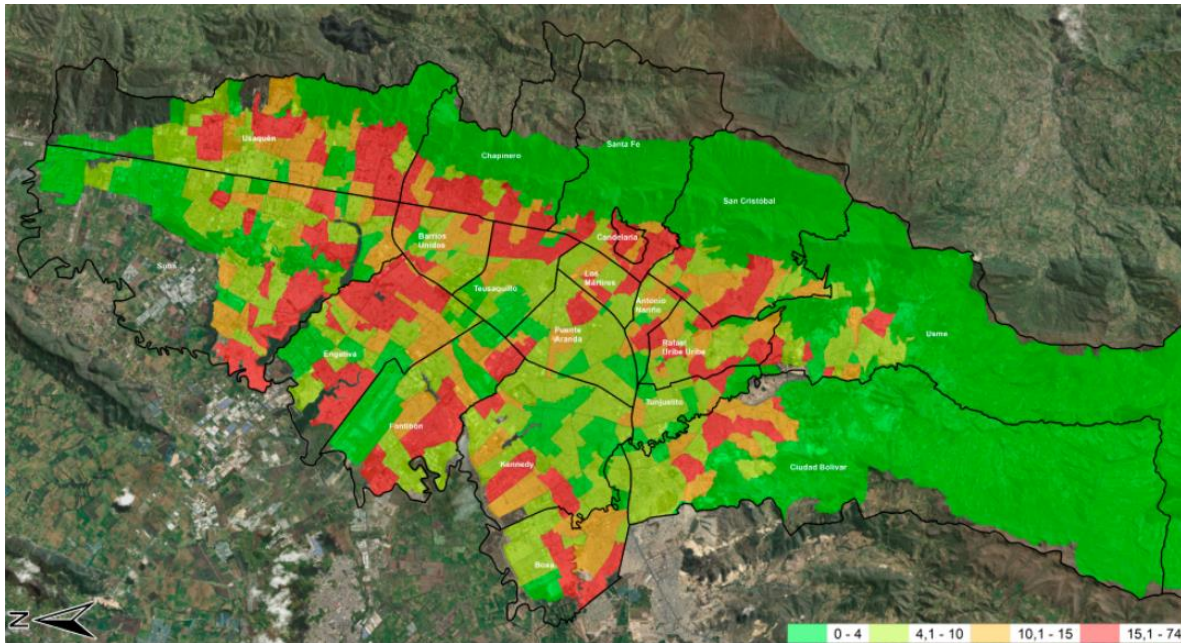 Usaquén
Chapinero
Santa Fe
San Cristóbal
Candelaria
Barrios
Unidos
Suba
Teusaquillo
Los
Mártires
Antonio
Nariño
Puente
Aranda
Rafael
Uribe Uribe
Usme
Engativá
Fontibón
Tunjuelito
Kennedy
Ciudad Bolívar
Bosa
N
0 - 4
4,1 - 10
10,1 - 15
15,1 - 74